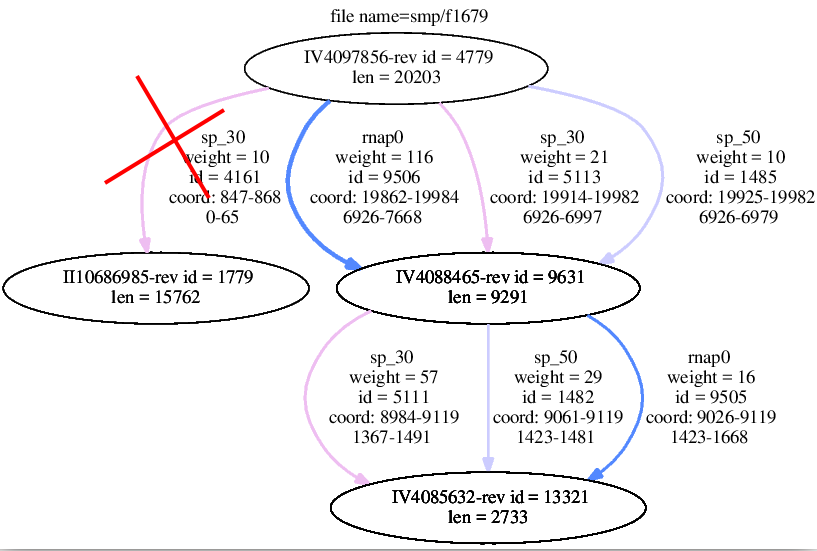 file name=smp/f1679
IV4097856-rev id = 4779
len = 20203
sp_30
weight = 10
id = 4161
coord: 847-868
0-65
rnap0
weight = 116
id = 9506
coord: 19862-19984
6926-7668
sp_30
weight = 21
id = 5113
coord: 19914-19982
6926-6997
sp_50
weight = 10
id = 1485
coord: 19925-19982
6926-6979
II10686985-rev id = 1779
len = 15762
IV4088465-rev id = 9631
len = 9291
sp_30
weight = 57
id = 5111
coord: 8984-9119
1367-1491
sp_50
weight = 29
id = 1482
coord: 9061-9119
1423-1481
rnap0
weight = 16
id = 9505
coord: 9026-9119
1423-1668
IV4085632-rev id = 13321
len = 2733